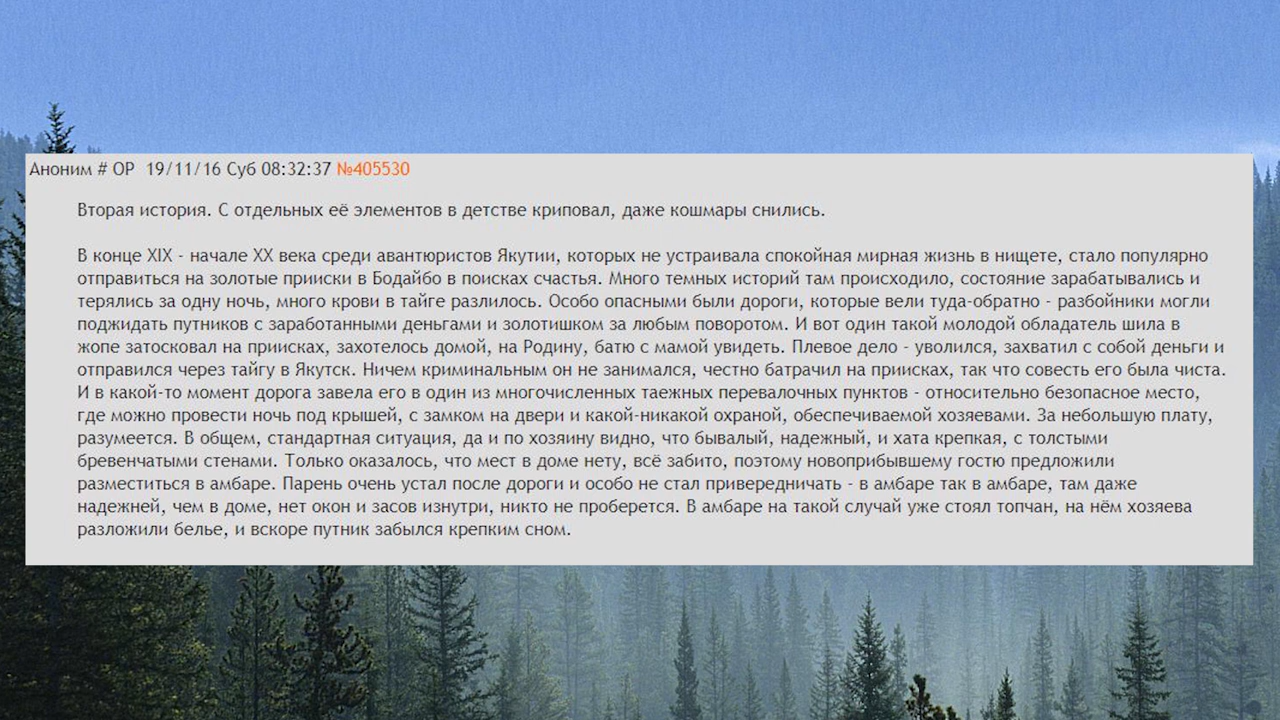 Аноним # OP 19/11/16 Суб 08:32:37 №405530
Вторая история. С отдельных её элементов в детстве криповал, даже кошмары снились.
В конце XIX - начале XX века среди авантюристов Якутии, которых не устраивала спокойная мирная жизнь в нищете, стало популярно
отправиться на золотые прииски в Бодайбо в поисках счастья. Много темных историй там происходило, состояние зарабатывались и
терялись за одну ночь, много крови в тайге разлилось. Особо опасными были дороги, которые вели туда-обратно - разбойники могли
поджидать путников с заработанными деньгами и золотишком за любым поворотом. И вот один такой молодой обладатель шила в
жопе затосковал на приисках, захотелось домой, на Родину, батю с мамой увидеть. Плевое дело - уволился, захватил с собой деньги и
отправился через тайгу в Якутск. Ничем криминальным он не занимался, честно батрачил на приисках, так что совесть его была чиста.
И в какой-то момент дорога завела его в один из многочисленных таежных перевалочных пунктов - относительно безопасное место,
где можно провести ночь под крышей, с замком на двери и какой-никакой охраной, обеспечиваемой хозяевами. За небольшую плату,
разумеется. В общем, стандартная ситуация, да и по хозяину видно, что бывалый, надежный, и хата крепкая, с толстыми
бревенчатыми стенами. Только оказалось, что мест в доме нету, всё забито, поэтому новоприбывшему гостю предложили
разместиться в амбаре. Парень очень устал после дороги и особо не стал привередничать - в амбаре так в амбаре, там даже
надежней, чем в доме, нет окон и засов изнутри, никто не проберется. В амбаре на такой случай уже стоял топчан, на нём хозяева
разложили белье, и вскоре путник забылся крепким сном.